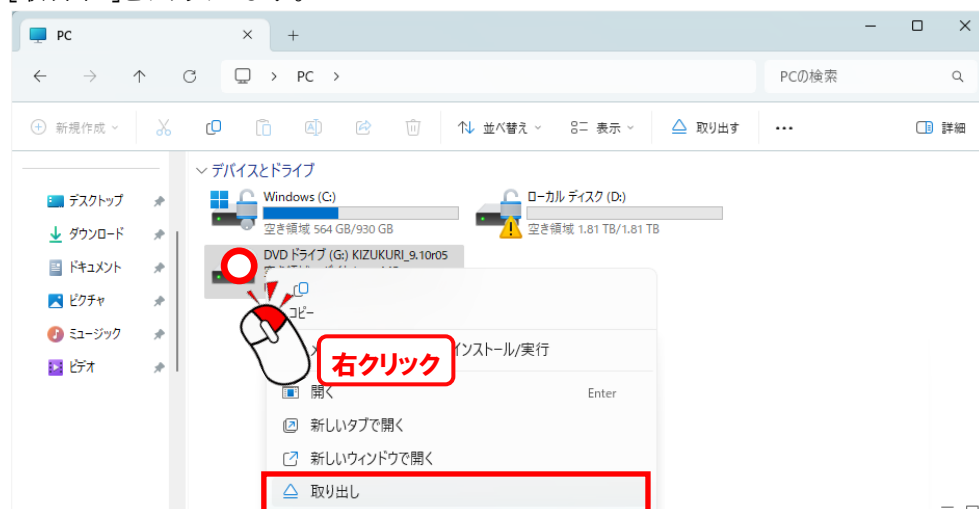 PC
PC
PCの検索
新規作成
並べ替え
表示
取り出す
詳細
デスクトップ
ダウンロード
ドキュメント
ピクチャ
ミュージック
ビデオ
デバイスとドライブ
Windows (C:)
空き領域 564 GB/930 GB
ローカル ディスク (D:)
空き領域 1.81 TB/1.81 TB
DVD ドライブ (G:) KIZUKURI_9.10r05
コピー
右クリック
インストール/実行
開く Enter
新しいタブで開く
新しいウィンドウで開く
取り出し